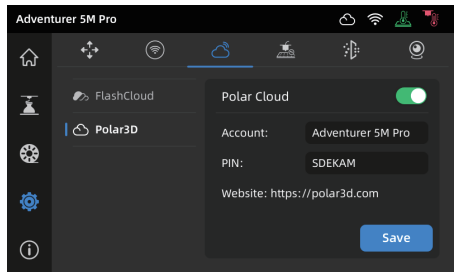 Adventurer 5M Pro
FlashCloud
Polar3D
Polar Cloud
Account: Adventurer 5M Pro
PIN: SDEKAM
Website: https://polar3d.com
Save